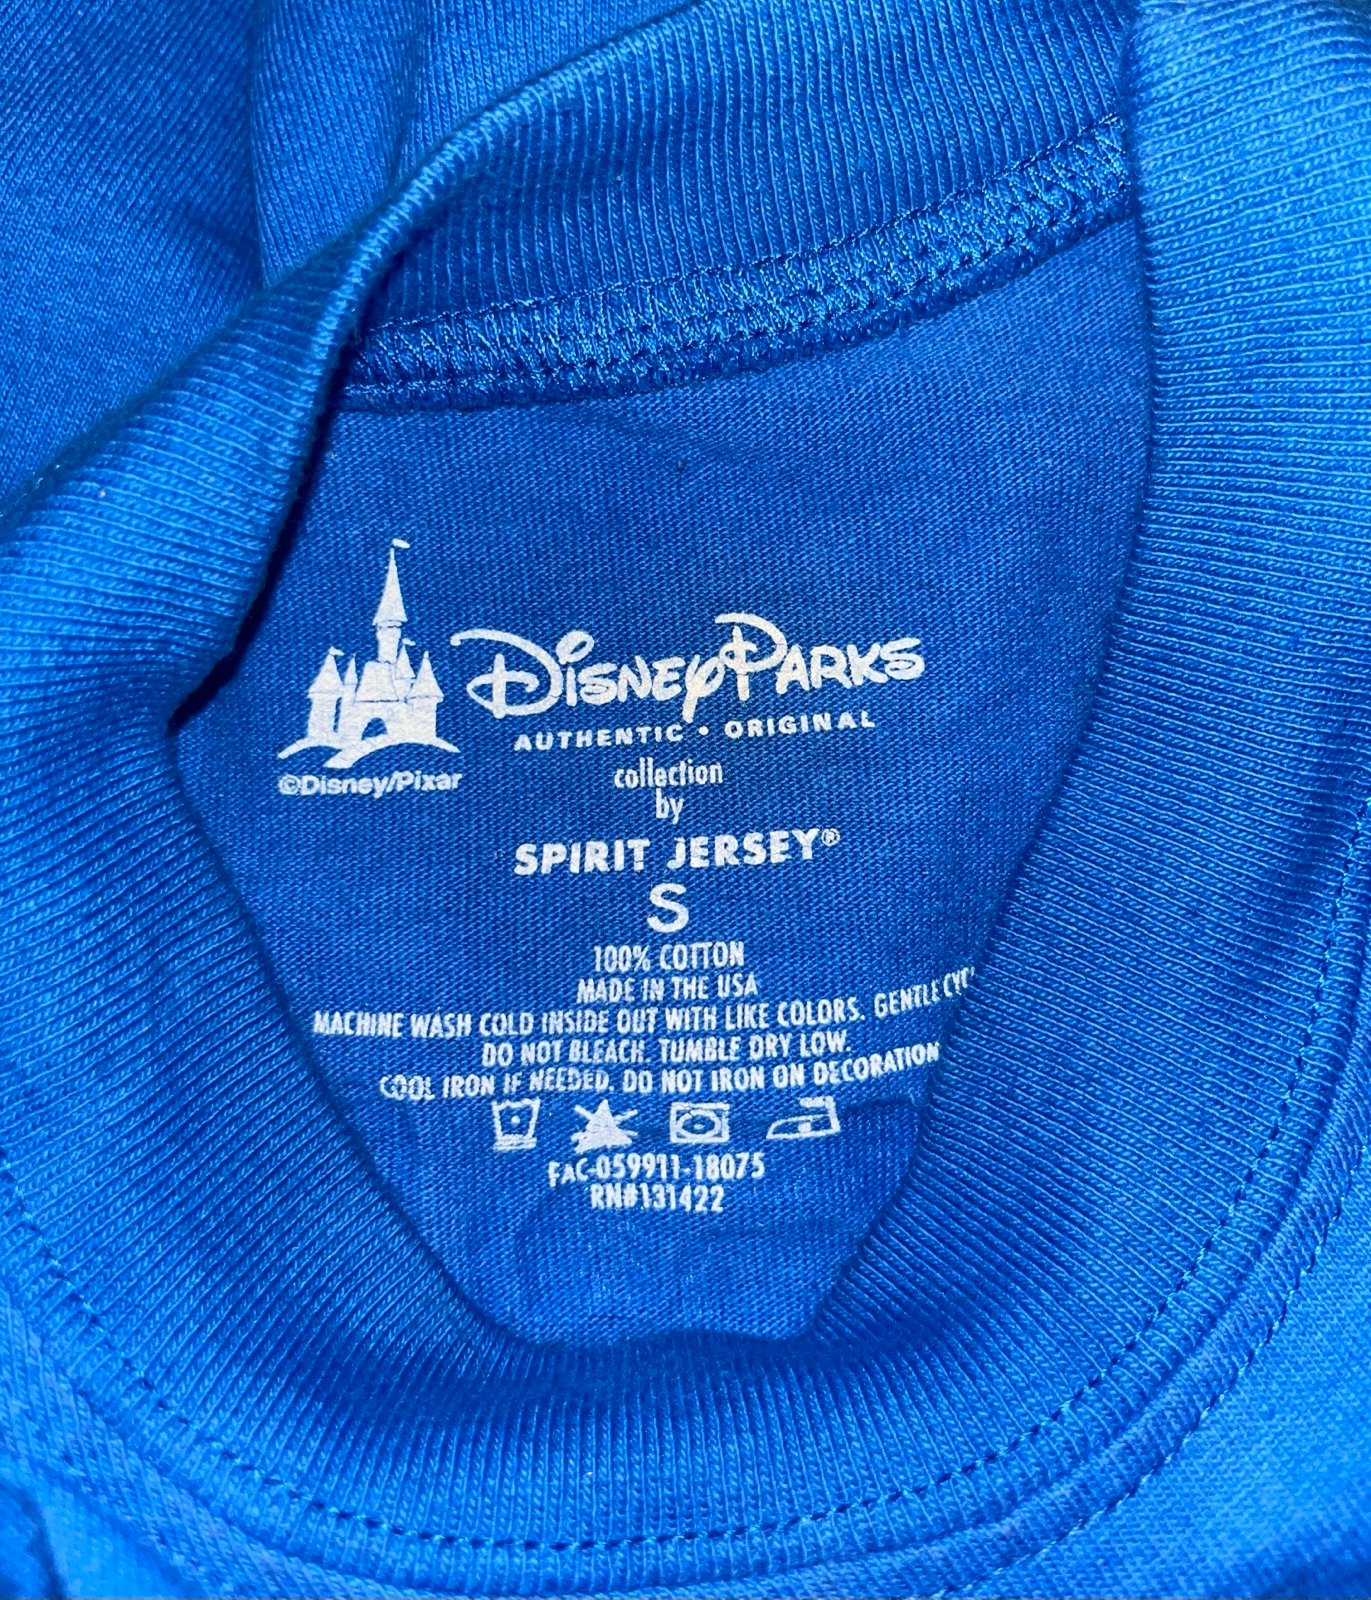 DISNEY PARKS
AUTHENTIC • ORIGINAL
©Disney/Pixar
collection
by
SPIRIT JERSEY®
S
100% COTTON
MADE IN THE USA
MACHINE WASH COLD INSIDE OUT WITH LIKE COLORS. GENTLE
DO NOT BLEACH. TUMBLE DRY LOW.
COOL IRON IF NEEDED. DO NOT IRON ON DECORATION
FAC-059911-18075
RN#131422